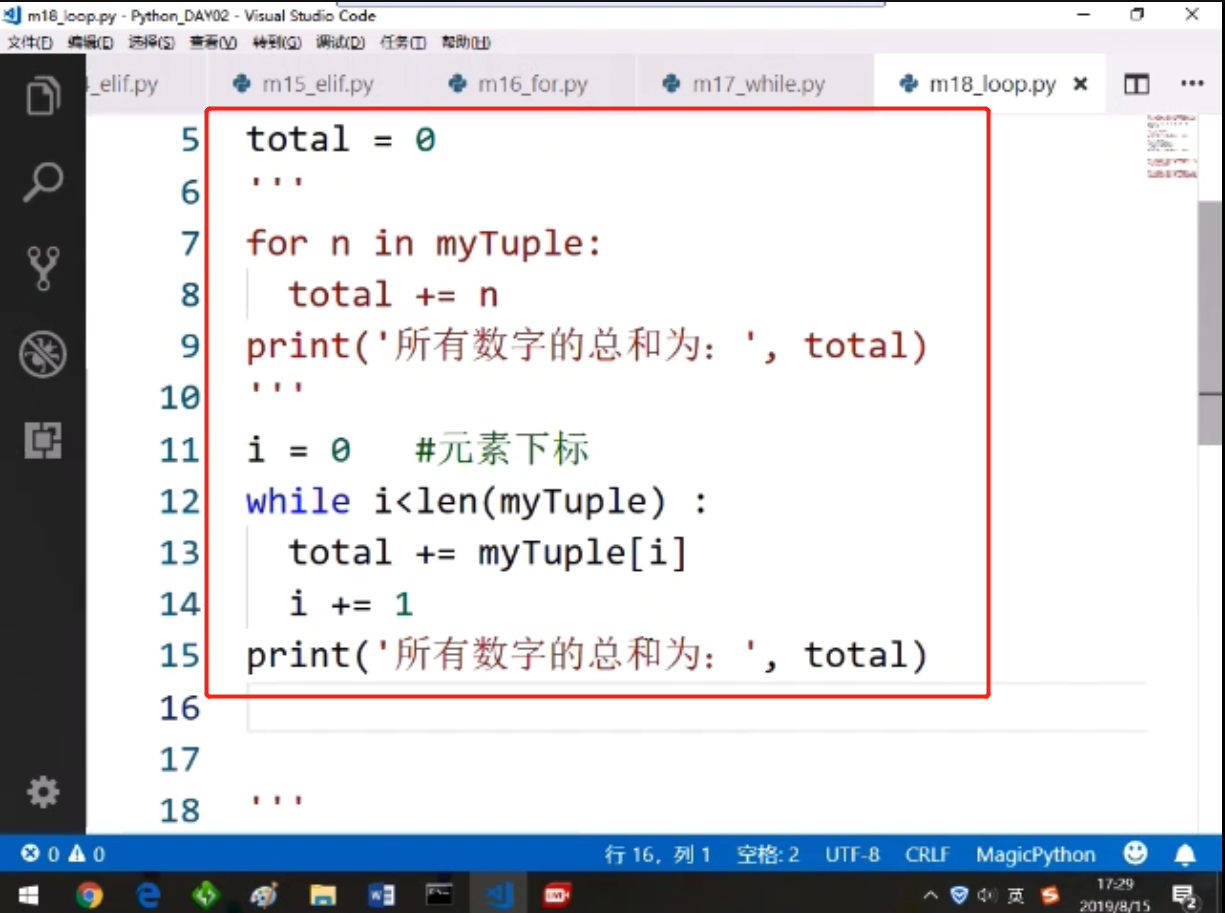 m18_loop.py - Python_DAY02 - Visual Studio Code
文件(F) 编辑(E) 选择(S) 查看(V) 转到(G) 调试(D) 任务(T) 帮助(H)
_elif.py m15_elif.py m16_for.py m17_while.py m18_loop.py
5 total = 0
6 '''
7 for n in myTuple:
8 total += n
9 print('所有数字的总和为：', total)
10 '''
11 i = 0 #元素下标
12 while i<len(myTuple) :
13 total += myTuple[i]
14 i += 1
15 print('所有数字的总和为：', total)
16
17
18 '''
0 0 行 16，列 1 空格: 2 UTF-8 CRLF MagicPython
英 17:29
2019/8/15 2